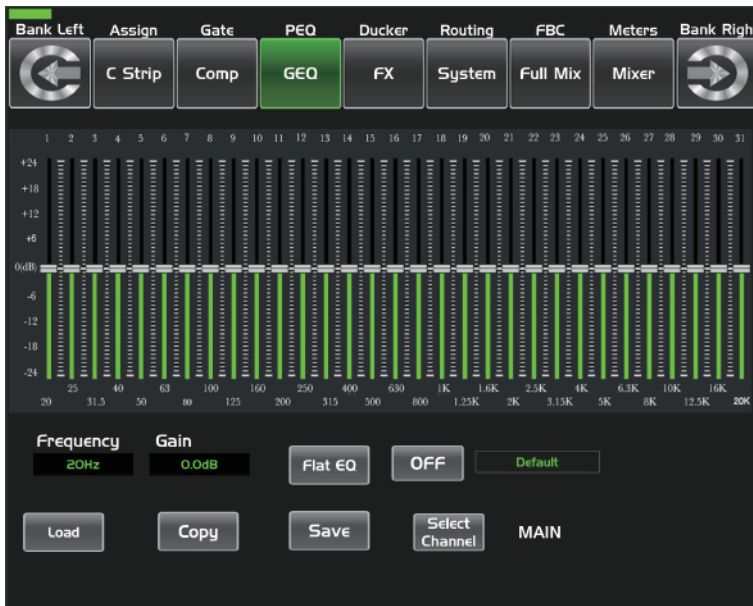 Bank Left Assign Gate PEQ Ducker Routing FBC Meters Bank Righ
C Strip Comp GEQ FX System Full Mix Mixer
1 2 3 4 5 6 7 8 9 10 11 12 13 14 15 16 17 18 19 20 21 22 23 24 25 26 27 28 29 30 31
+24
+18
+12
+6
0(dB)
-6
-12
-18
-24
25 40 63 100 160 250 400 630 1K 1.6K 2.5K 4K 6.3K 10K 16K
20 31.5 50 80 125 200 315 500 800 1.25K 2K 3.15K 5K 8K 12.5K 20K
Frequency Gain
20Hz 0.0dB Flat EQ OFF Default
Load Copy Save Select Channel MAIN